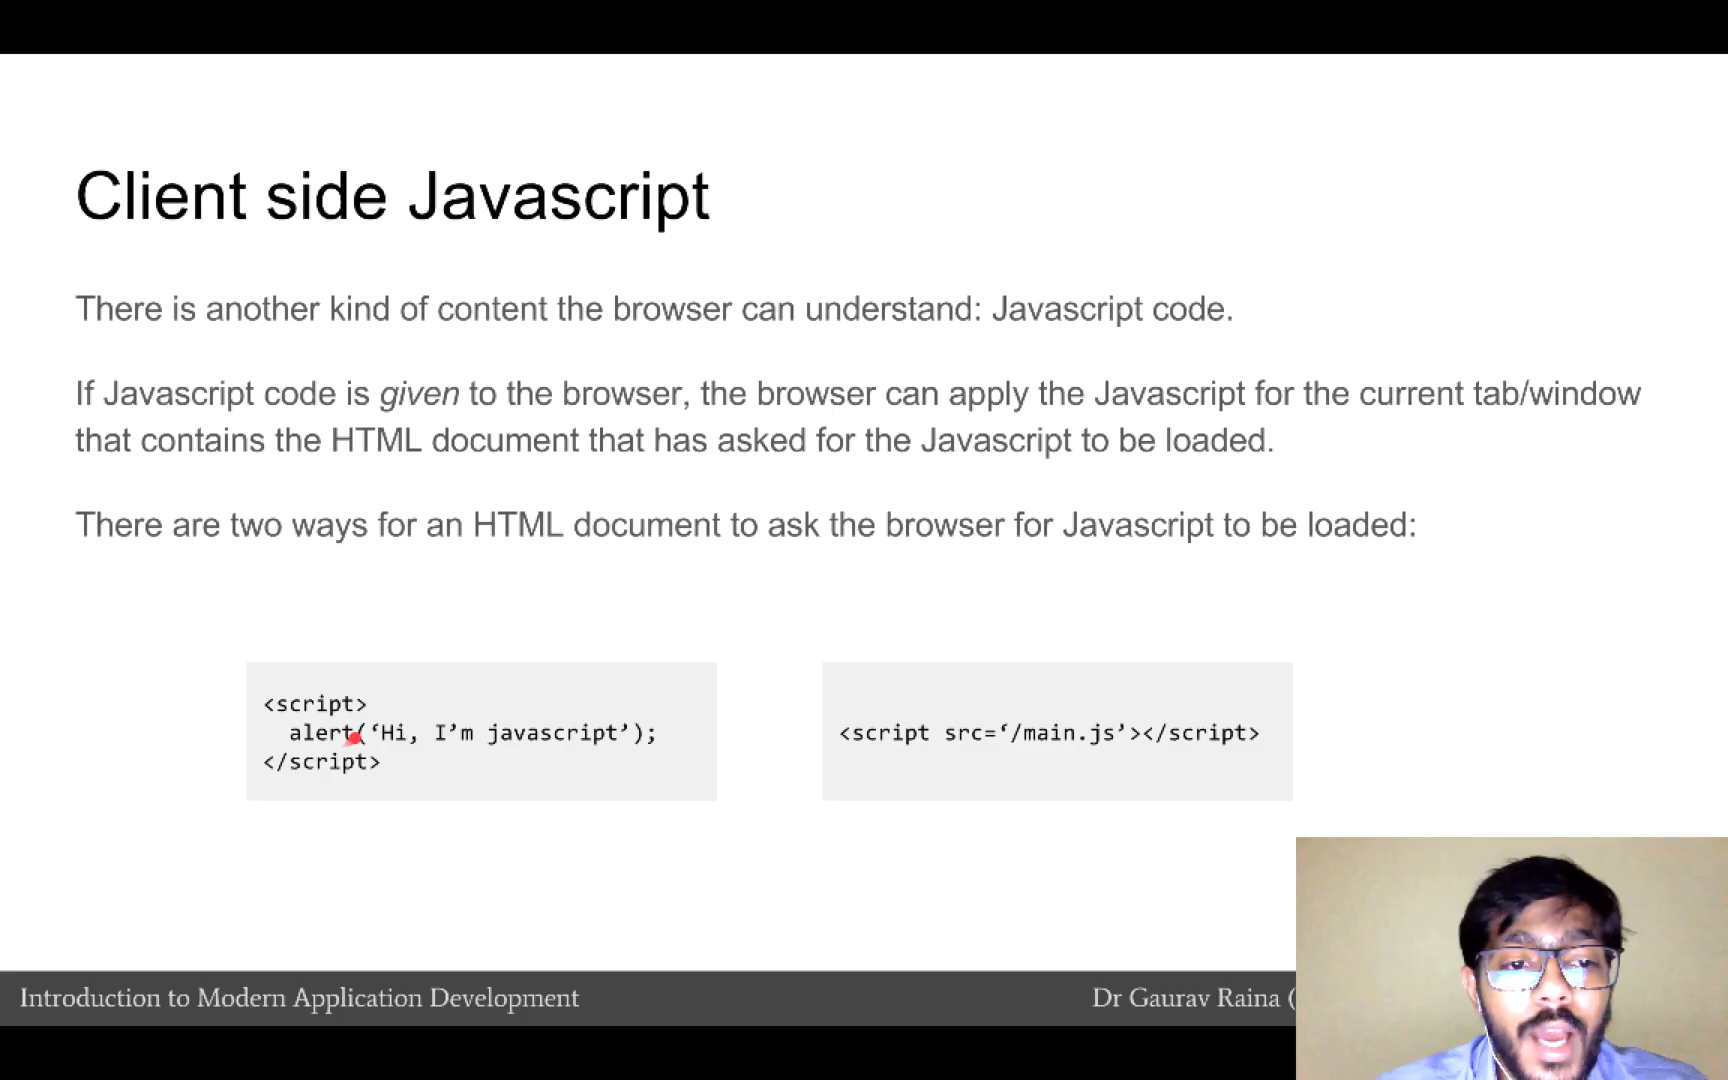 Client side Javascript
There is another kind of content the browser can understand: Javascript code.
If Javascript code is given to the browser, the browser can apply the Javascript for the current tab/window
that contains the HTML document that has asked for the Javascript to be loaded.
There are two ways for an HTML document to ask the browser for Javascript to be loaded:
<script>
alert(‘Hi, I’m javascript’);
</script>
<script src=‘/main.js’></script>
Introduction to Modern Application Development
Dr Gaurav Raina (